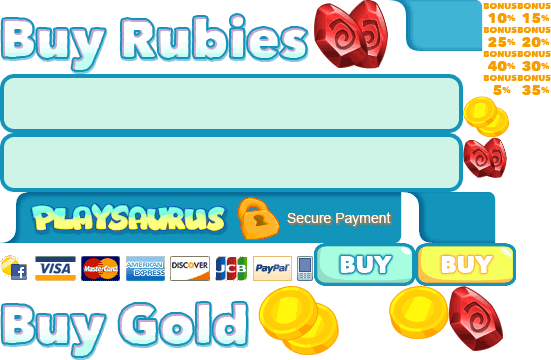 Buy Rubies
BONUS BONUS
10% 15%
BONUS BONUS
25% 20%
BONUS BONUS
40% 30%
BONUS BONUS
5% 35%
PLAYSAURUS Secure Payment
f VISA MasterCard AMERICAN EXPRESS DISCOVER JCB PayPal BUY BUY
Buy Gold